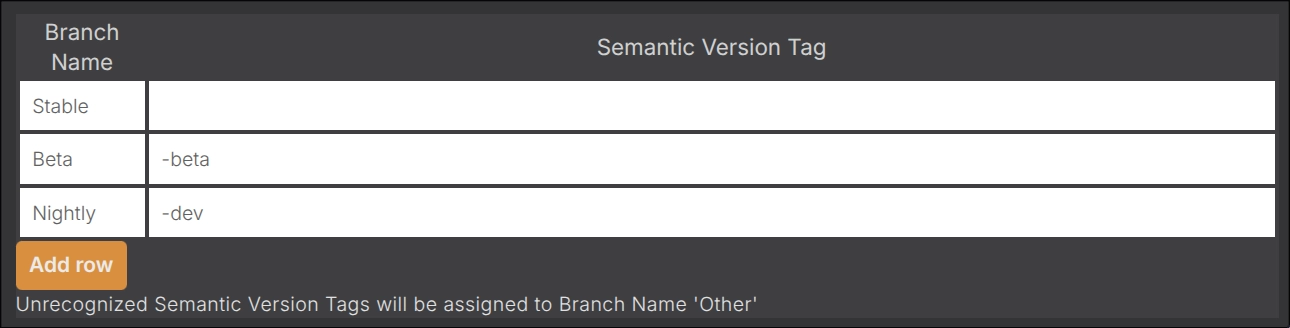 Branch
Name
Semantic Version Tag
Stable
Beta
-beta
Nightly
-dev
Add row
Unrecognized Semantic Version Tags will be assigned to Branch Name 'Other'